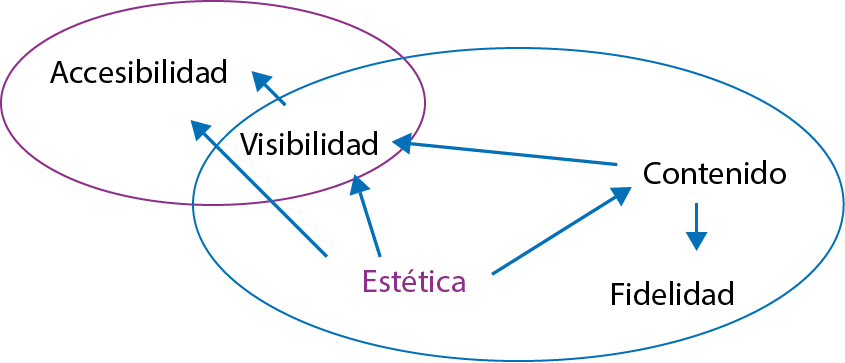 Accesibilidad
Visibilidad
Contenido
Estética
Fidelidad